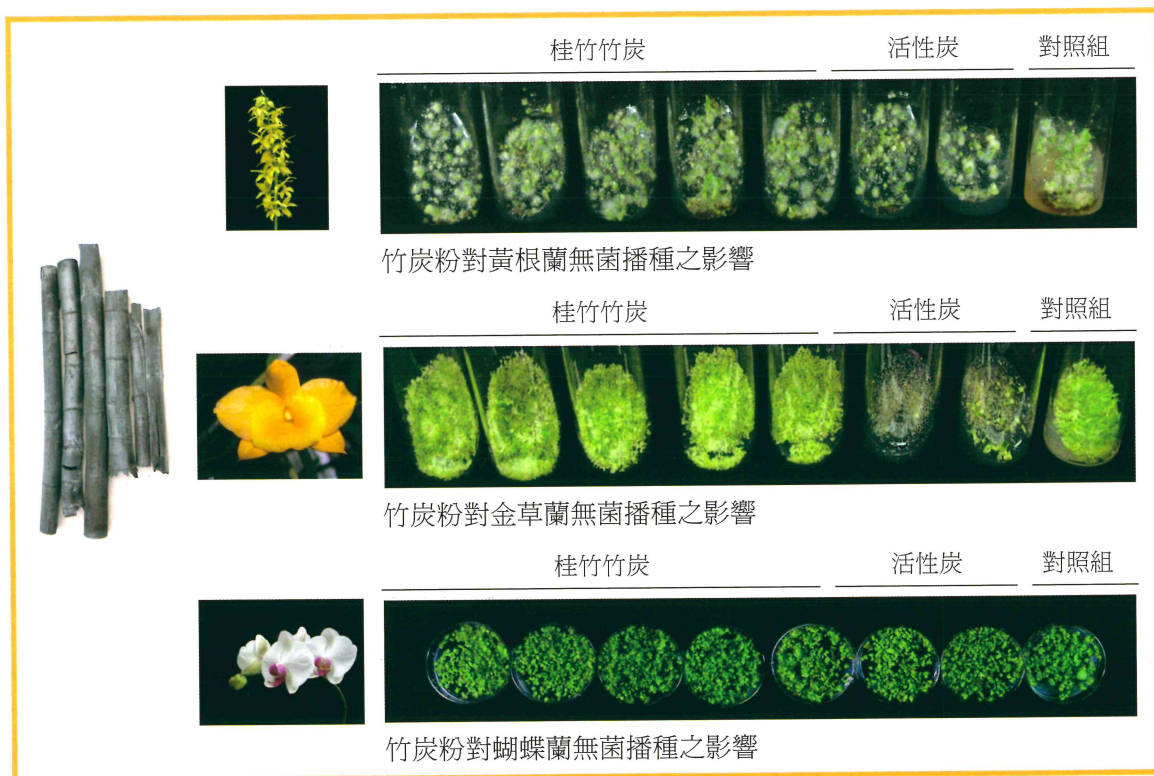 桂竹竹炭 活性炭 對照組
竹炭粉對黃根蘭無菌播種之影響
桂竹竹炭 活性炭 對照組
竹炭粉對金草蘭無菌播種之影響
桂竹竹炭 活性炭 對照組
竹炭粉對蝴蝶蘭無菌播種之影響